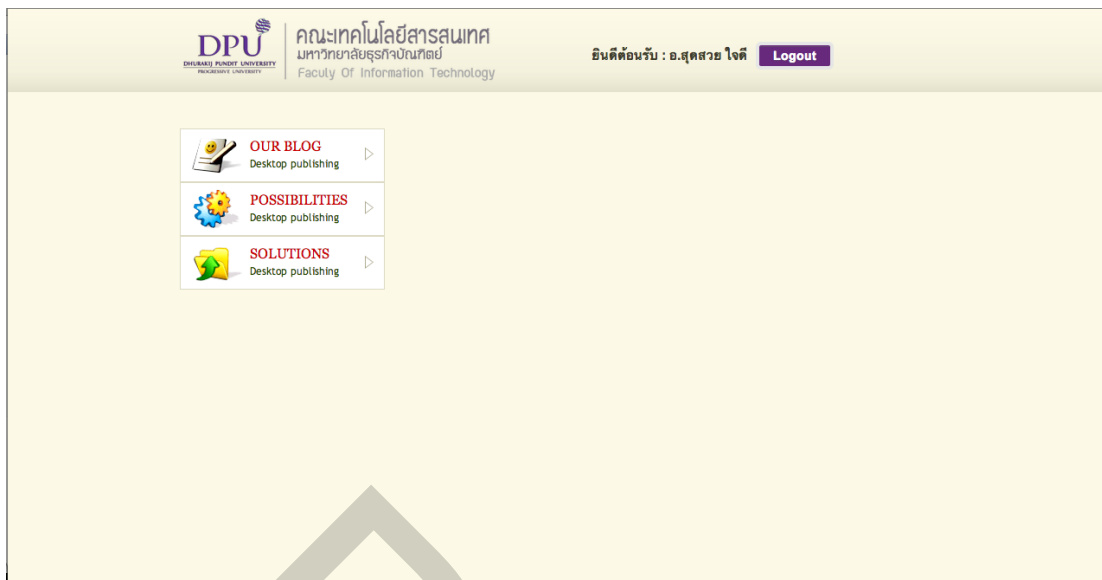 DPU
DHURAKIJ PUNDIT UNIVERSITY
PROGRESSIVE UNIVERSITY
คณะเทคโนโลยีสารสนเทศ
มหาวิทยาลัยธุรกิจบัณฑิตย์
Faculy Of Information Technology
ยินดีต้อนรับ : อ.สุดสวย ใจดี Logout
OUR BLOG
Desktop publishing
POSSIBILITIES
Desktop publishing
SOLUTIONS
Desktop publishing